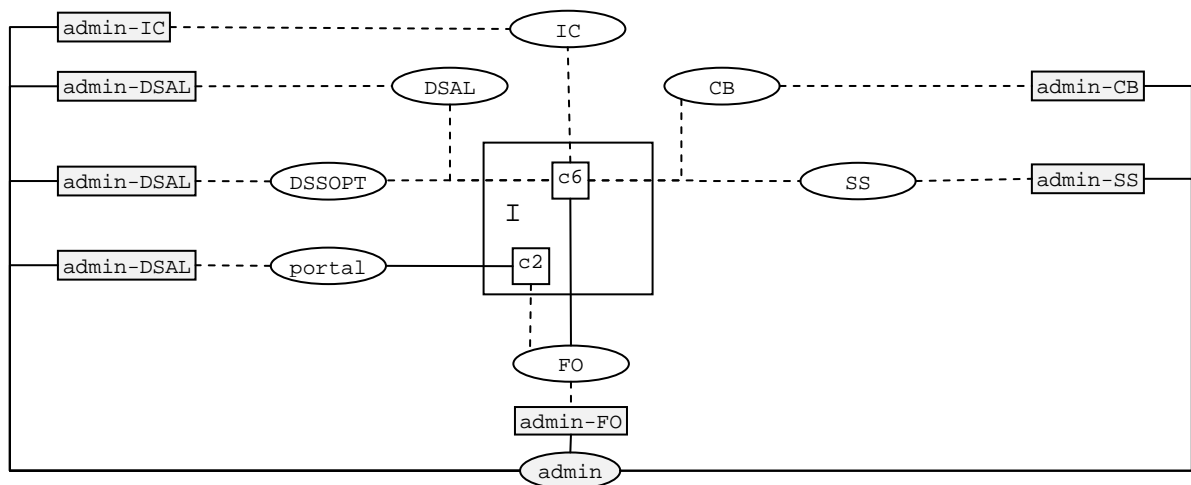 admin-IC
IC
admin-DSAL
DSAL
CB
admin-CB
admin-DSAL
DSSOPT
c6
SS
admin-SS
I
admin-DSAL
portal
c2
FO
admin-FO
admin